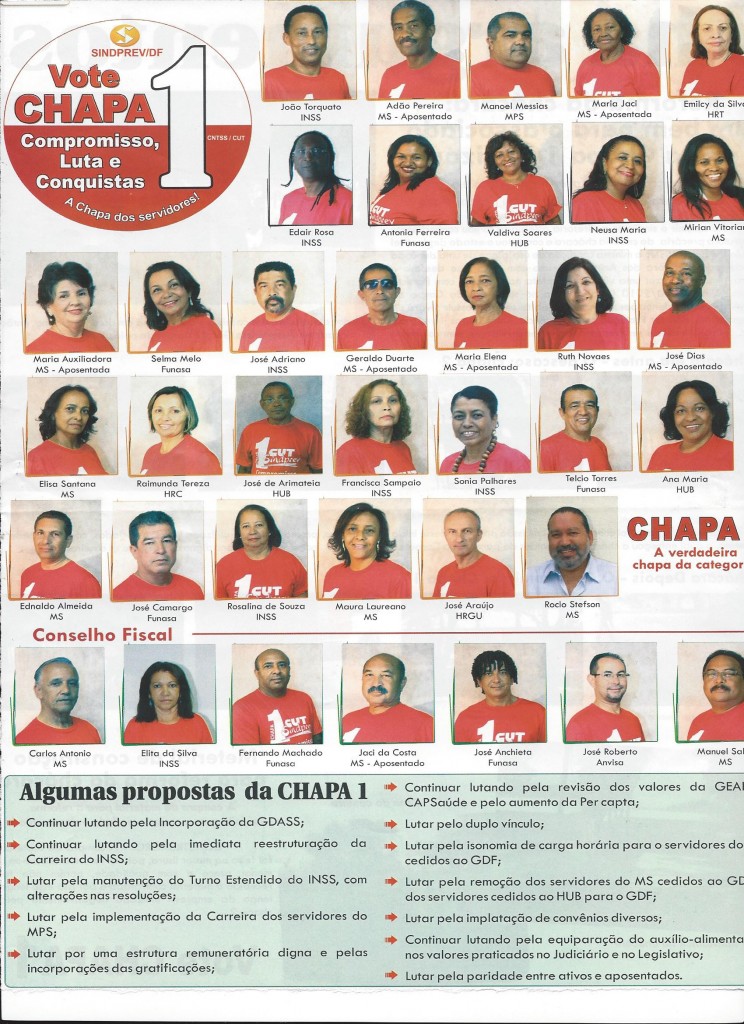 SINDPREV/DF
Vote
CHAPA 1
CNTSS / CUT
Compromisso,
Luta e
Conquistas
A Chapa dos servidores!
João Torquato
INSS
Adão Pereira
MS - Aposentado
Manoel Messias
MPS
Maria Jaci
MS - Aposentada
Emilcy da Silv
HRT
Edair Rosa
INSS
Antonia Ferreira
Funasa
Valdiva Soares
HUB
Neusa Maria
INSS
Mirian Vitorian
MS
Maria Auxiliadora
MS - Aposentada
Selma Melo
Funasa
José Adriano
INSS
Geraldo Duarte
MS - Aposentado
Maria Elena
MS - Aposentada
Ruth Novaes
INSS
José Dias
MS - Aposentado
Elisa Santana
MS
Raimunda Tereza
HRC
José de Arimateia
HUB
Francisca Sampaio
INSS
Sonia Palhares
INSS
Telcio Torres
Funasa
Ana Maria
HUB
Ednaldo Almeida
MS
José Camargo
Funasa
Rosalina de Souza
INSS
Maura Laureano
MS
José Araújo
HRGU
Rocio Stefson
MS
CHAPA
A verdadeira
chapa da categor
Conselho Fiscal
Carlos Antonio
MS
Elita da Silva
INSS
Fernando Machado
Funasa
Jaci da Costa
MS - Aposentado
José Anchieta
Funasa
José Roberto
Anvisa
Manuel Sal
MS
Algumas propostas da CHAPA 1
Continuar lutando pela Incorporação da GDASS;
Continuar lutando pela imediata reestruturação da
Carreira do INSS;
Lutar pela manutenção do Turno Estendido do INSS, com
alterações nas resoluções;
Lutar pela implementação da Carreira dos servidores do
MPS;
Lutar por uma estrutura remuneratória digna e pelas
incorporações das gratificações;
Continuar lutando pela revisão dos valores da GEAP
CAPSaúde e pelo aumento da Per capta;
Lutar pelo duplo vínculo;
Lutar pela isonomia de carga horária para o servidores do
cedidos ao GDF;
Lutar pela remoção dos servidores do MS cedidos ao GD
dos servidores cedidos ao HUB para o GDF;
Lutar pela implatação de convênios diversos;
Continuar lutando pela equiparação do auxílio-alimenta
nos valores praticados no Judiciário e no Legislativo;
Lutar pela paridade entre ativos e aposentados.